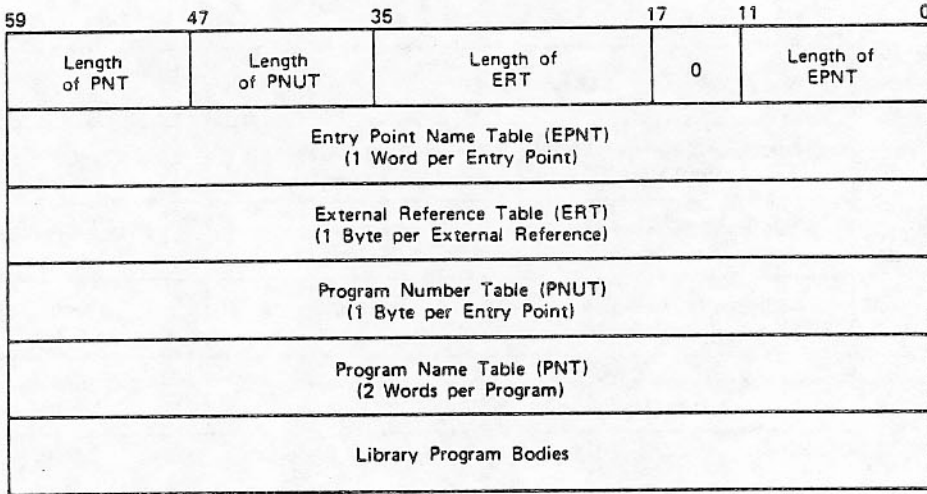 59 47 35 17 11 0
Length of PNT Length of PNUT Length of ERT 0 Length of EPNT
Entry Point Name Table (EPNT)
(1 Word per Entry Point)
External Reference Table (ERT)
(1 Byte per External Reference)
Program Number Table (PNUT)
(1 Byte per Entry Point)
Program Name Table (PNT)
(2 Words per Program)
Library Program Bodies